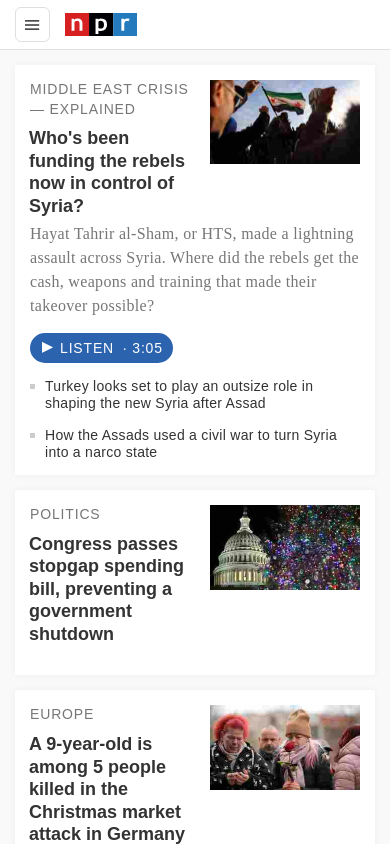 npr
MIDDLE EAST CRISIS
— EXPLAINED
Who's been
funding the rebels
now in control of
Syria?
Hayat Tahrir al-Sham, or HTS, made a lightning
assault across Syria. Where did the rebels get the
cash, weapons and training that made their
takeover possible?
LISTEN · 3:05
Turkey looks set to play an outsize role in
shaping the new Syria after Assad
How the Assads used a civil war to turn Syria
into a narco state
POLITICS
Congress passes
stopgap spending
bill, preventing a
government
shutdown
EUROPE
A 9-year-old is
among 5 people
killed in the
Christmas market
attack in Germany